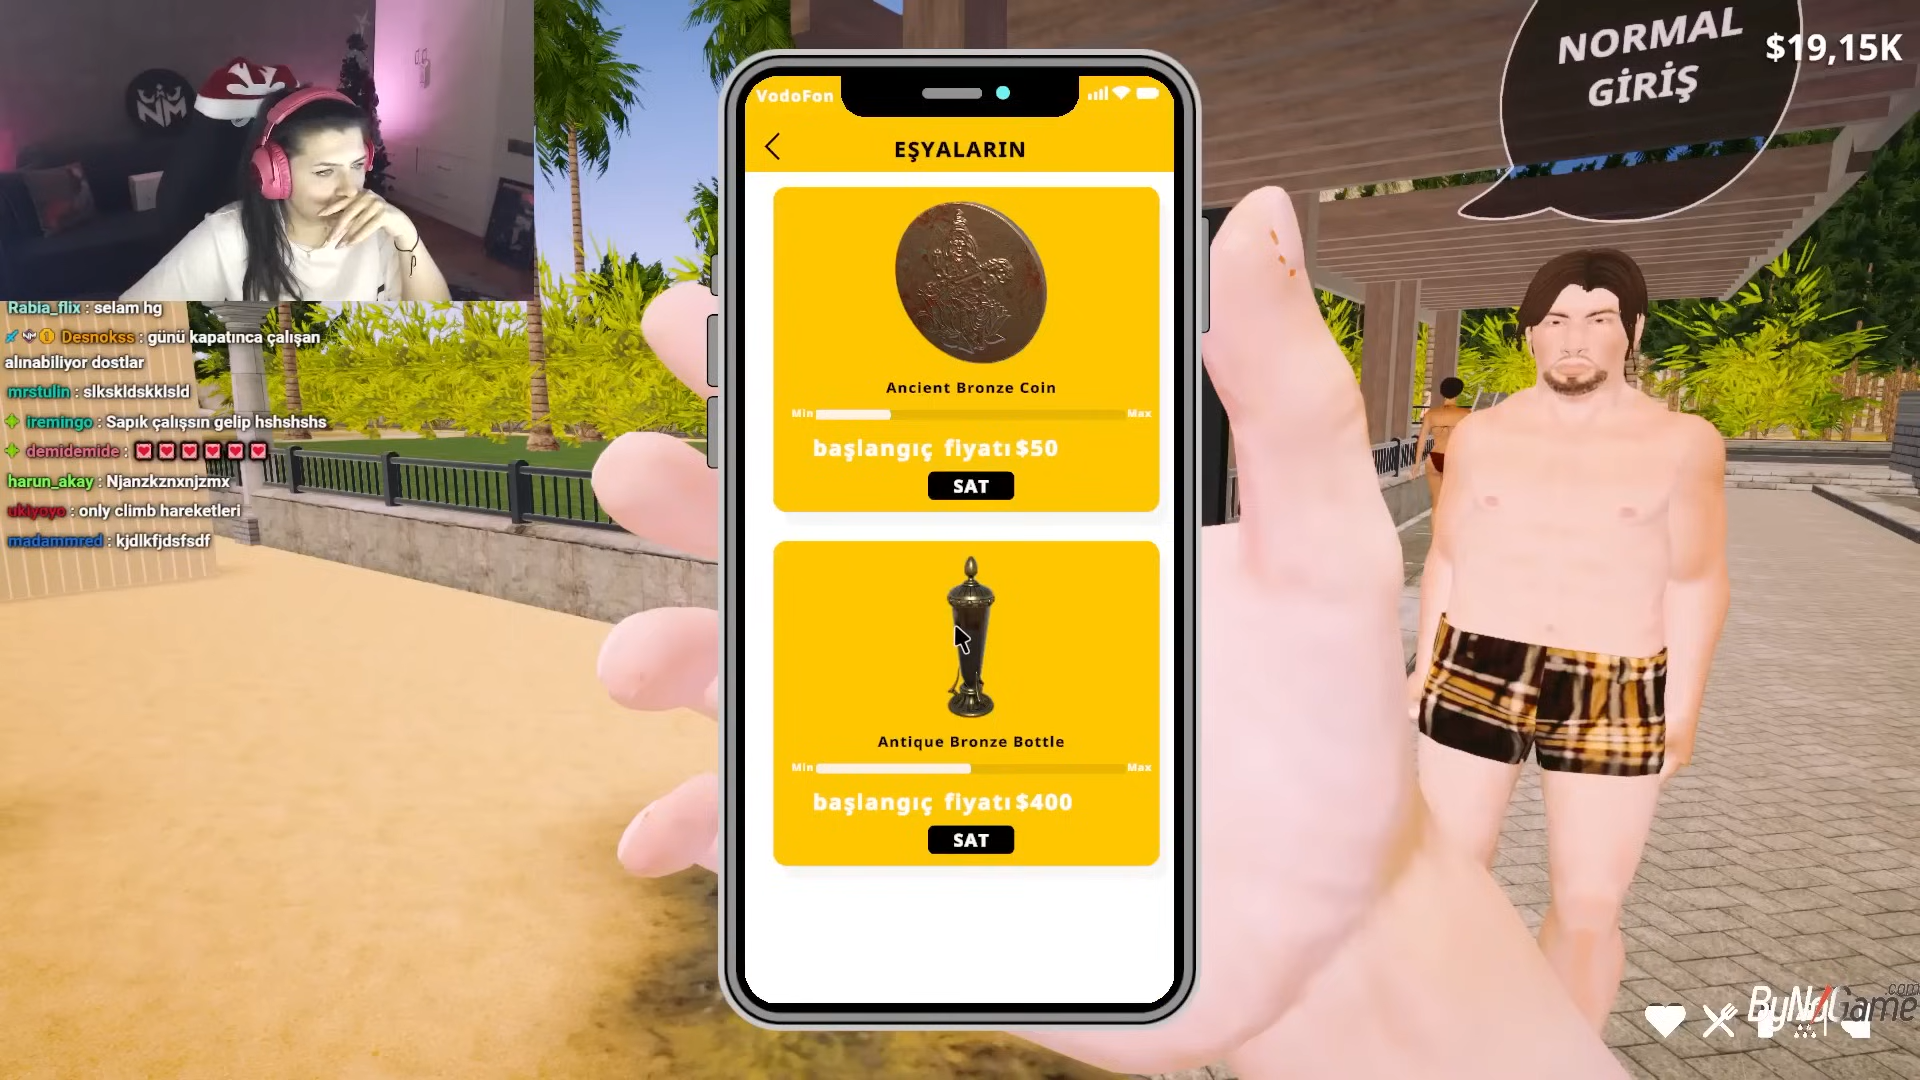 NORMAL
GİRİŞ
$19,15K
VodoFon
EŞYALARIN
Ancient Bronze Coin
Min
Max
başlangıç fiyatı $50
SAT
Antique Bronze Bottle
Min
Max
başlangıç fiyatı $400
SAT
NM
Rabia_flix : selam hg
Desnokss : günü kapatınca çalışan
alınabiliyor dostlar
mrstulin : slkskldskklsld
iremingo : Sapık çalışsın gelip hshshshs
demidemide :
harun_akay : Njanzkznxnjzmx
ukiyoyo : only climb hareketleri
madammred : kjdlkfjdsfsdf